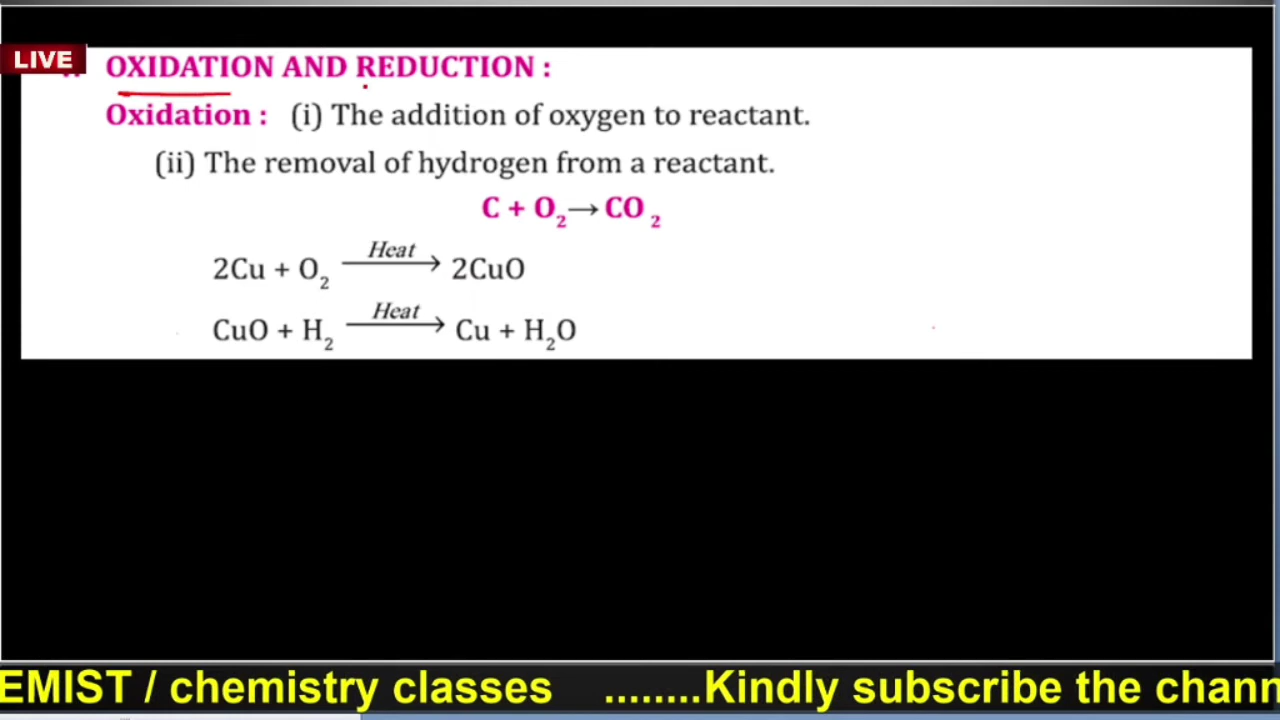 LIVE
OXIDATION AND REDUCTION :
Oxidation : (i) The addition of oxygen to reactant.
(ii) The removal of hydrogen from a reactant.
C + O₂ → CO₂
Heat
2Cu + O₂ ⟶ 2CuO
Heat
CuO + H₂ ⟶ Cu + H₂O
EMIST / chemistry classes ........Kindly subscribe the chann